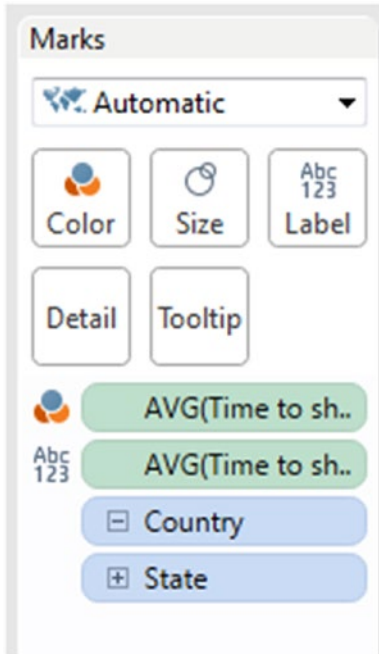 Marks
Automatic
Abc
123
Color Size Label
Detail Tooltip
AVG(Time to sh..
Abc
123
AVG(Time to sh..
Country
State